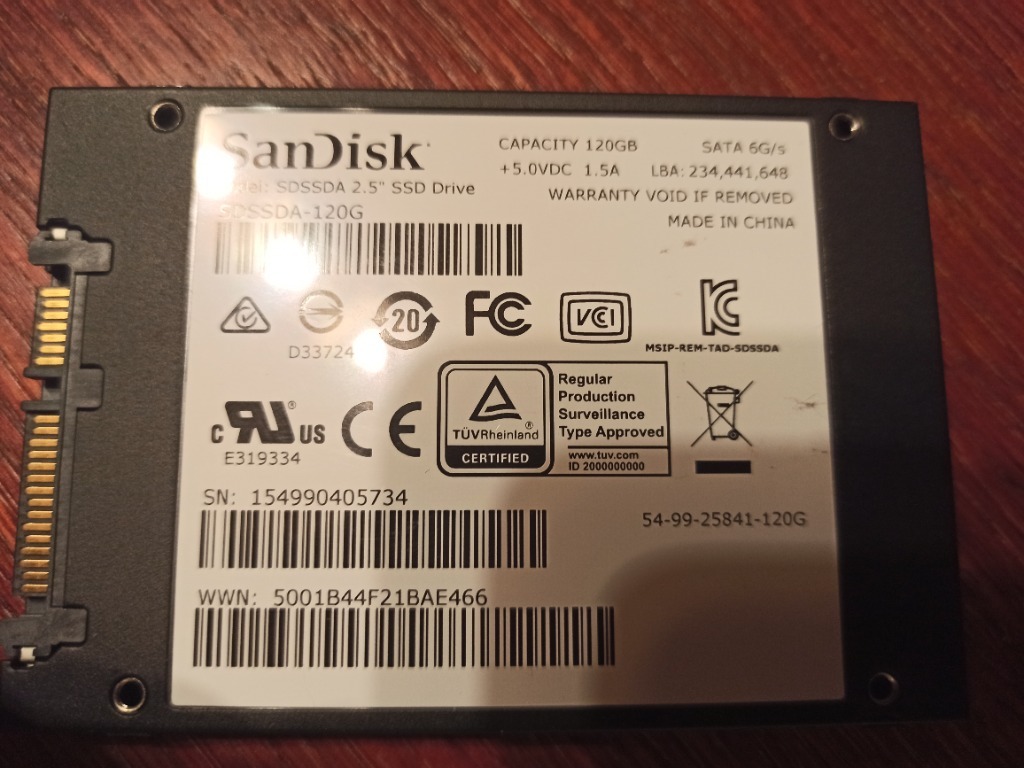 SanDisk
CAPACITY 120GB SATA 6G/s
+5.0VDC 1.5A LBA: 234,441,648
Model: SDSSDA 2.5" SSD Drive
WARRANTY VOID IF REMOVED
SDSSDA-120G
MADE IN CHINA
20
FC
VCI
KC
D33724
MSIP-REM-TAD-SDSSDA
c RU® US
E319334
CE
TÜVRheinland®
CERTIFIED
Regular
Production
Surveillance
Type Approved
www.tuv.com
ID 2000000000
SN: 154990405734
54-99-25841-120G
WWN: 5001B44F21BAE466